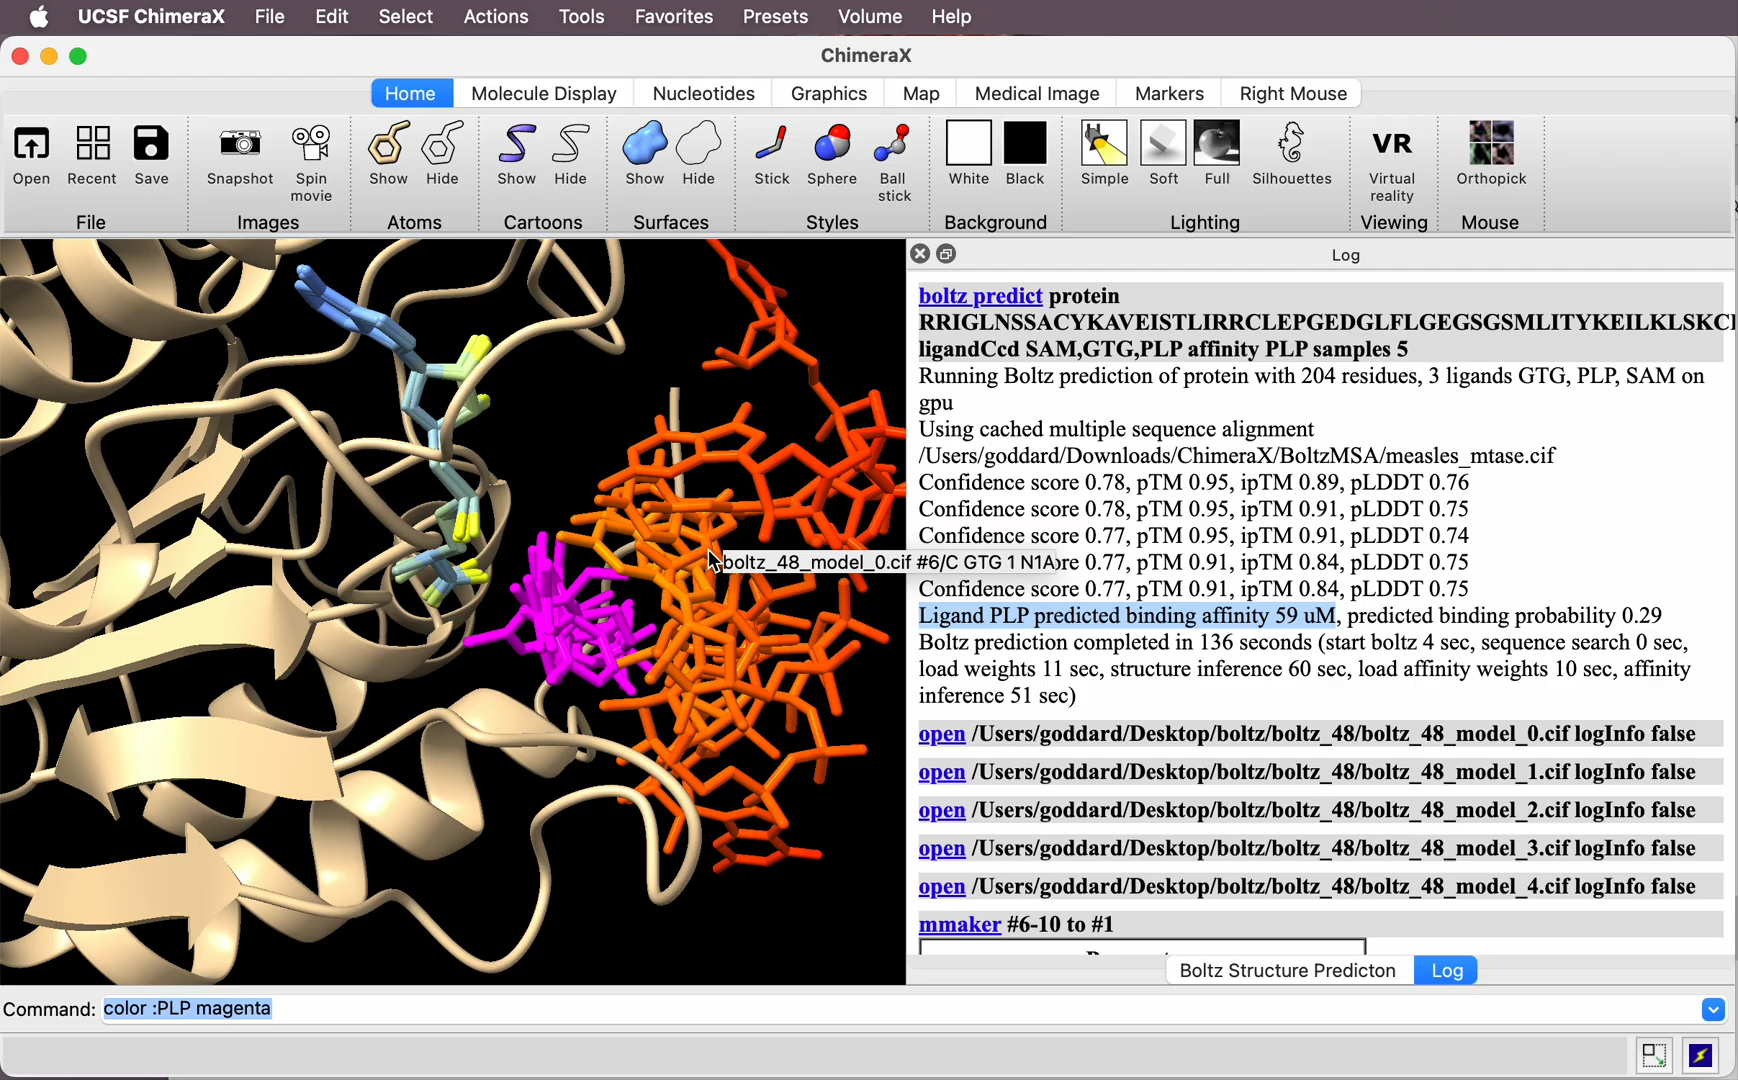 UCSF ChimeraX File Edit Select Actions Tools Favorites Presets Volume Help
ChimeraX
Home Molecule Display Nucleotides Graphics Map Medical Image Markers Right Mouse
VR
Open Recent Save Snapshot Spin movie Show Hide Show Hide Show Hide Stick Sphere Ball stick White Black Simple Soft Full Silhouettes Virtual reality Orthopick
File Images Atoms Cartoons Surfaces Styles Background Lighting Viewing Mouse
Log
boltz predict protein
RRIGLNSSACYKAVEISTLIRRCLEPGEDGLFLGEGSGSMLITYKEILKLSKC
ligandCcd SAM,GTG,PLP affinity PLP samples 5
Running Boltz prediction of protein with 204 residues, 3 ligands GTG, PLP, SAM on
gpu
Using cached multiple sequence alignment
/Users/goddard/Downloads/ChimeraX/BoltzMSA/measles_mtase.cif
Confidence score 0.78, pTM 0.95, ipTM 0.89, pLDDT 0.76
Confidence score 0.78, pTM 0.95, ipTM 0.91, pLDDT 0.75
Confidence score 0.77, pTM 0.95, ipTM 0.91, pLDDT 0.74
boltz_48_model_0.cif #6/C GTG 1 N1A
re 0.77, pTM 0.91, ipTM 0.84, pLDDT 0.75
Confidence score 0.77, pTM 0.91, ipTM 0.84, pLDDT 0.75
Ligand PLP predicted binding affinity 59 uM, predicted binding probability 0.29
Boltz prediction completed in 136 seconds (start boltz 4 sec, sequence search 0 sec,
load weights 11 sec, structure inference 60 sec, load affinity weights 10 sec, affinity
inference 51 sec)
open /Users/goddard/Desktop/boltz/boltz_48/boltz_48_model_0.cif logInfo false
open /Users/goddard/Desktop/boltz/boltz_48/boltz_48_model_1.cif logInfo false
open /Users/goddard/Desktop/boltz/boltz_48/boltz_48_model_2.cif logInfo false
open /Users/goddard/Desktop/boltz/boltz_48/boltz_48_model_3.cif logInfo false
open /Users/goddard/Desktop/boltz/boltz_48/boltz_48_model_4.cif logInfo false
mmaker #6-10 to #1
Boltz Structure Predicton Log
Command: color :PLP magenta